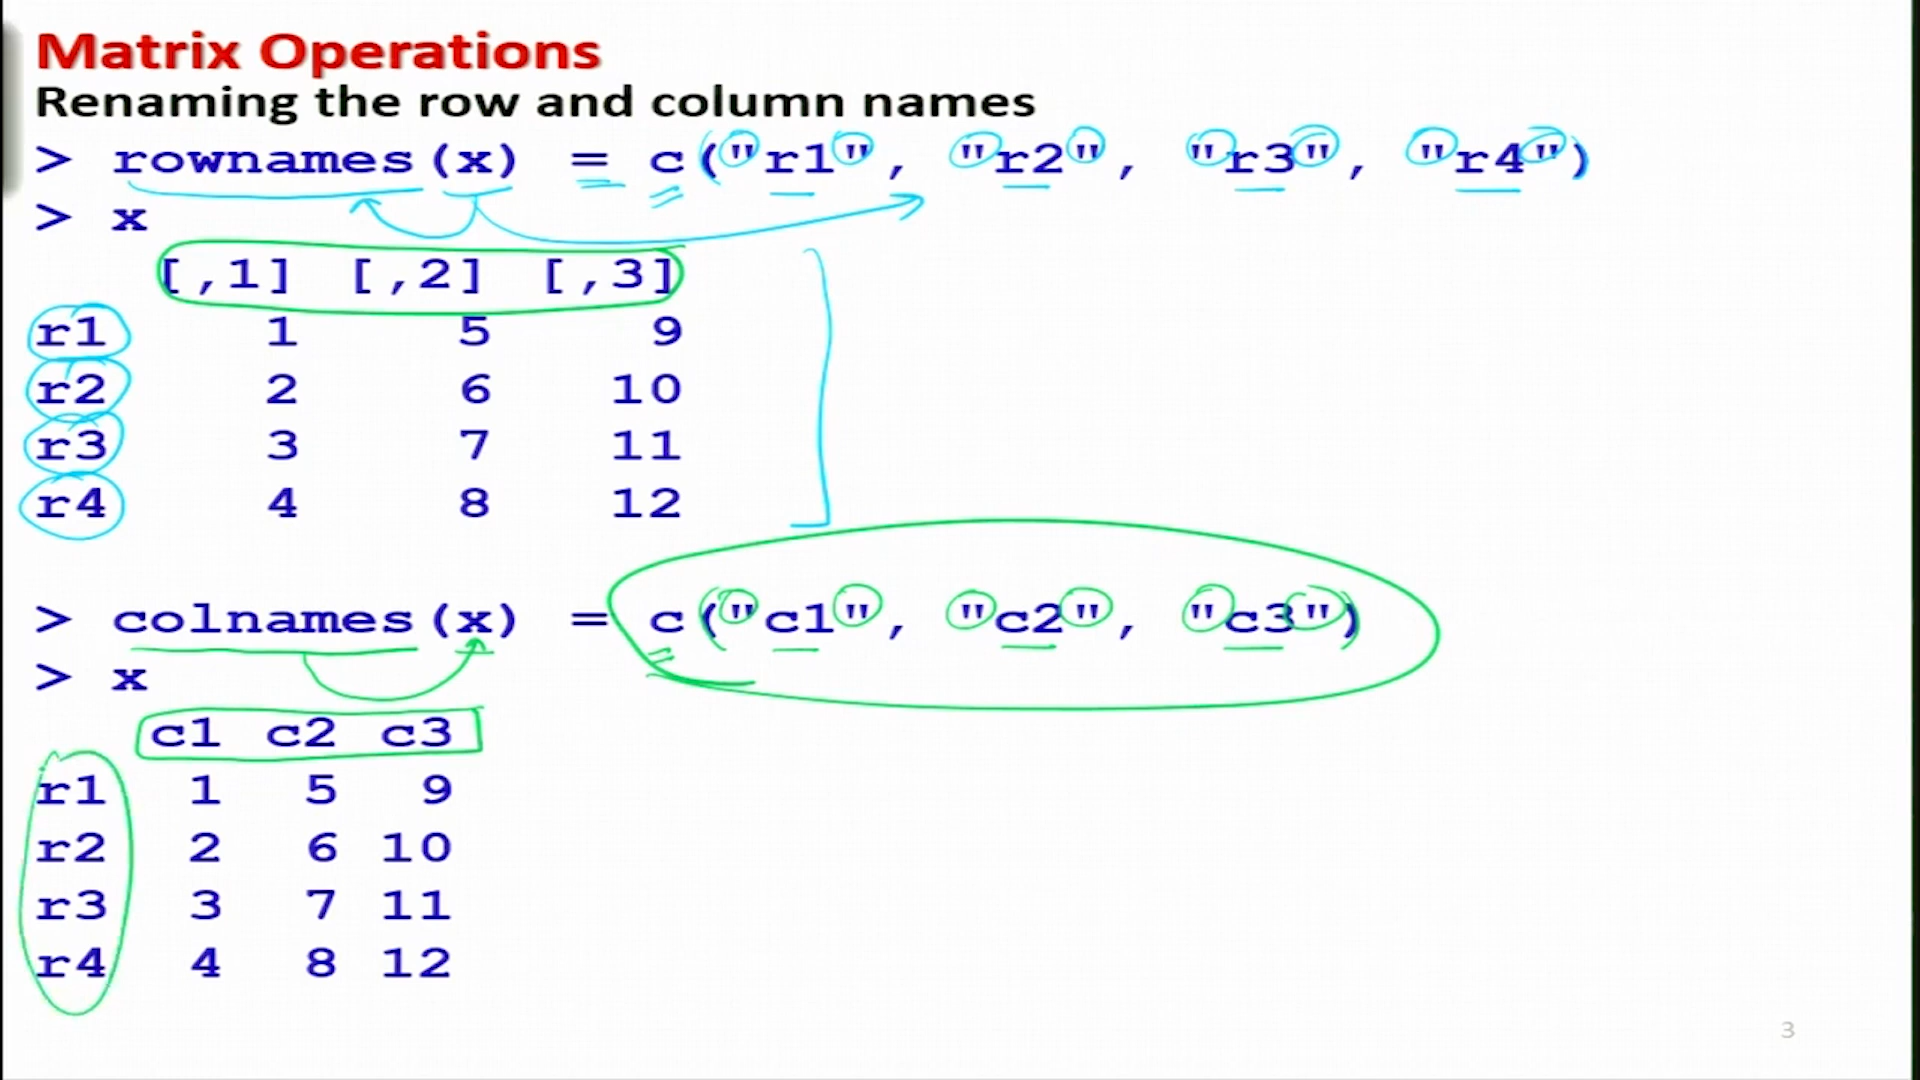 Matrix Operations
Renaming the row and column names
> rownames(x) = c("r1", "r2", "r3", "r4")
> x
[,1] [,2] [,3]
r1 1 5 9
r2 2 6 10
r3 3 7 11
r4 4 8 12
> colnames(x) = c("c1", "c2", "c3")
> x
c1 c2 c3
r1 1 5 9
r2 2 6 10
r3 3 7 11
r4 4 8 12
3